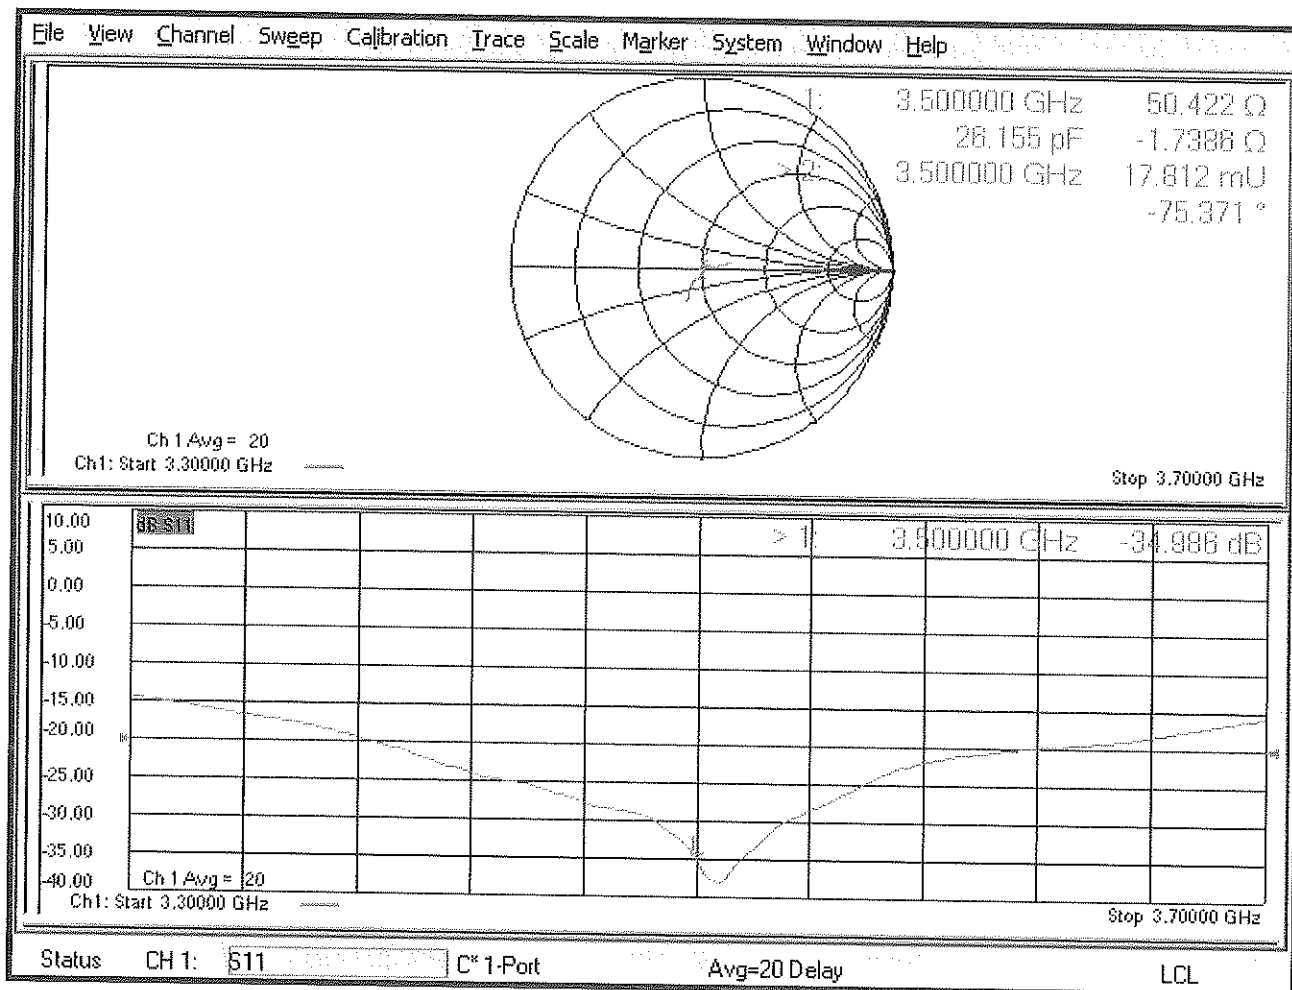 File View Channel Sweep Calibration Trace Scale Marker System Window Help
1: 3.500000 GHz 50.422 Ω
26.155 pF -1.7386 Ω
> 2: 3.500000 GHz 17.812 mU
-75.371 °
Ch 1 Avg = 20
Ch1: Start 3.30000 GHz
Stop 3.70000 GHz
10.00
dB S11
> 1: 3.500000 GHz -34.986 dB
5.00
0.00
-5.00
-10.00
-15.00
-20.00
-25.00
-30.00
-35.00
-40.00
Ch 1 Avg = 20
Ch1: Start 3.30000 GHz
Stop 3.70000 GHz
Status CH 1: S11 C* 1-Port Avg=20 Delay LCL